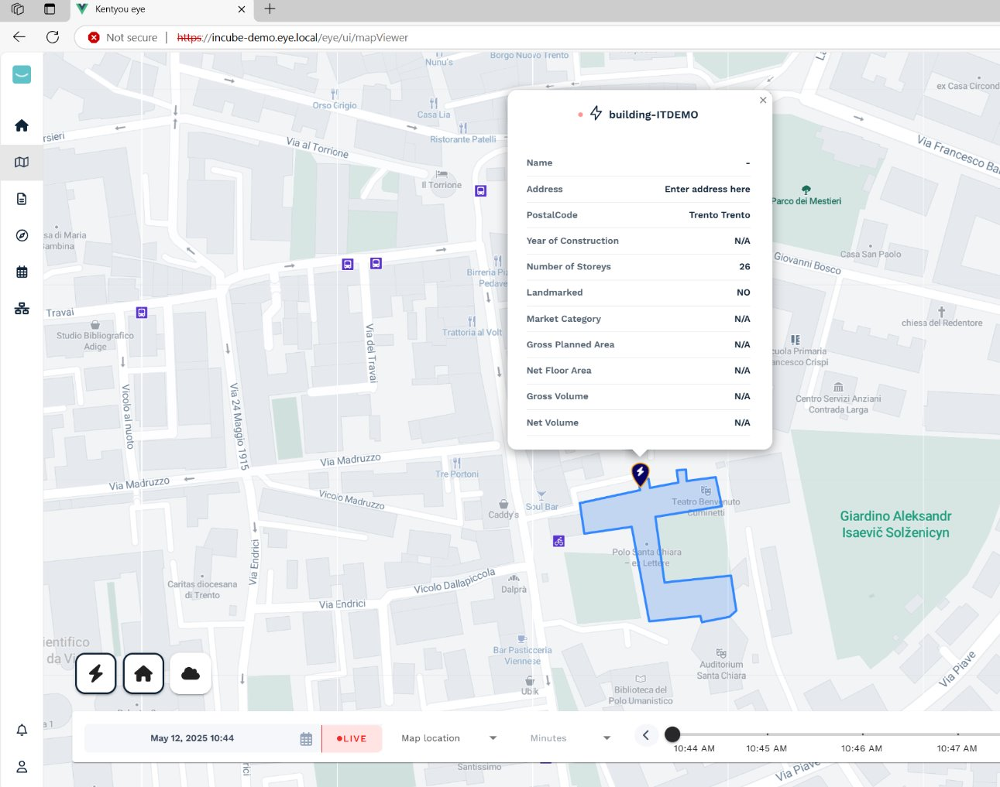 Kentyou eye
Not secure | https://incube-demo.eye.local/eye/ui/mapViewer
Nunu's
Borgo Nuovo Trento
ex Casa Circond
Orso Grigio
Casa Lia
Ristorante Patelli
rsieri
Via al Torrione
Il Torrione
Via Francesco Ba
Parco dei Mestieri
building-ITDEMO
Name -
Address Enter address here
PostalCode Trento Trento
Year of Construction N/A
Number of Storeys 26
Landmarked NO
Market Category N/A
Gross Planned Area N/A
Net Floor Area N/A
Gross Volume N/A
Net Volume N/A
sa di Maria
Bambina
Casa San Paolo
Giovanni Bosco
Birreria Piz
Pedave
Travai
Studio Bibliografico
Adige
Trattoria al Volt
chiesa del Redentore
Via del Travai
cuola Primaria
ancesco Crispi
Centro Servizi Anziani
Contrada Larga
Vicolo al nuoto
Via 24 Maggio 1915
Via Madruzzo
Via Madruzzo
Tre Portoni
Vicolo Madruzzo
Caddy's
Soul Bar
Teatro Benvenuto
Cuminetti
Giardino Aleksandr
Isaevič Solženicyn
Polo Santa Chiara
– ex Lettere
Via Endrici
Caritas diocesana
di Trento
Vicolo Dallapiccola
Dalprà
Via Endrici
ientifico
da Vi
Bar Pasticceria
Viennese
Auditorium
Santa Chiara
Via Piave
Ubik
Biblioteca del
Polo Umanistico
May 12, 2025 10:44
LIVE
Map location
Minutes
10:44 AM
10:45 AM
10:46 AM
10:47 AM
Santissimo
rici
Via Piave